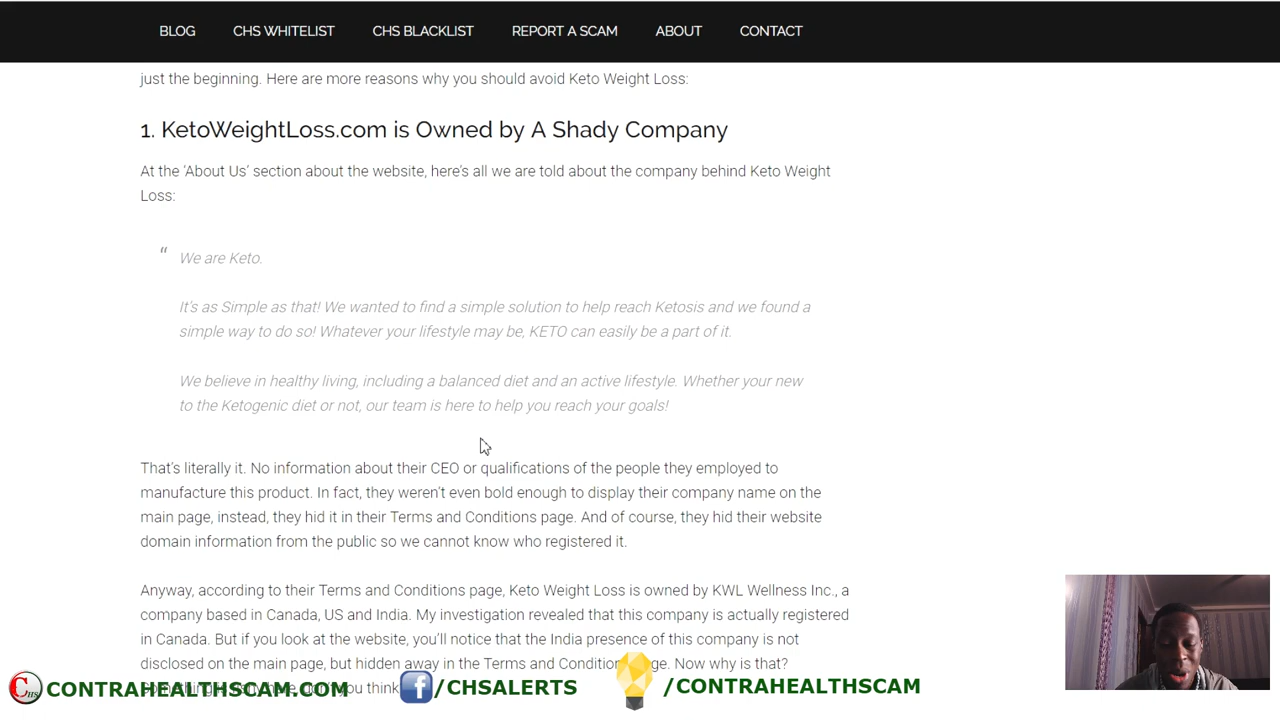 BLOG CHS WHITELIST CHS BLACKLIST REPORT A SCAM ABOUT CONTACT
just the beginning. Here are more reasons why you should avoid Keto Weight Loss:
1. KetoWeightLoss.com is Owned by A Shady Company
At the ‘About Us’ section about the website, here’s all we are told about the company behind Keto Weight
Loss:
“ We are Keto.
It’s as Simple as that! We wanted to find a simple solution to help reach Ketosis and we found a
simple way to do so! Whatever your lifestyle may be, KETO can easily be a part of it.
We believe in healthy living, including a balanced diet and an active lifestyle. Whether your new
to the Ketogenic diet or not, our team is here to help you reach your goals!
That’s literally it. No information about their CEO or qualifications of the people they employed to
manufacture this product. In fact, they weren’t even bold enough to display their company name on the
main page, instead, they hid it in their Terms and Conditions page. And of course, they hid their website
domain information from the public so we cannot know who registered it.
Anyway, according to their Terms and Conditions page, Keto Weight Loss is owned by KWL Wellness Inc., a
company based in Canada, US and India. My investigation revealed that this company is actually registered
in Canada. But if you look at the website, you’ll notice that the India presence of this company is not
disclosed on the main page, but hidden away in the Terms and Condition ge. Now why is that?
you think
CHS CONTRAHEALTHSCAM.COM f /CHSALERTS /CONTRAHEALTHSCAM